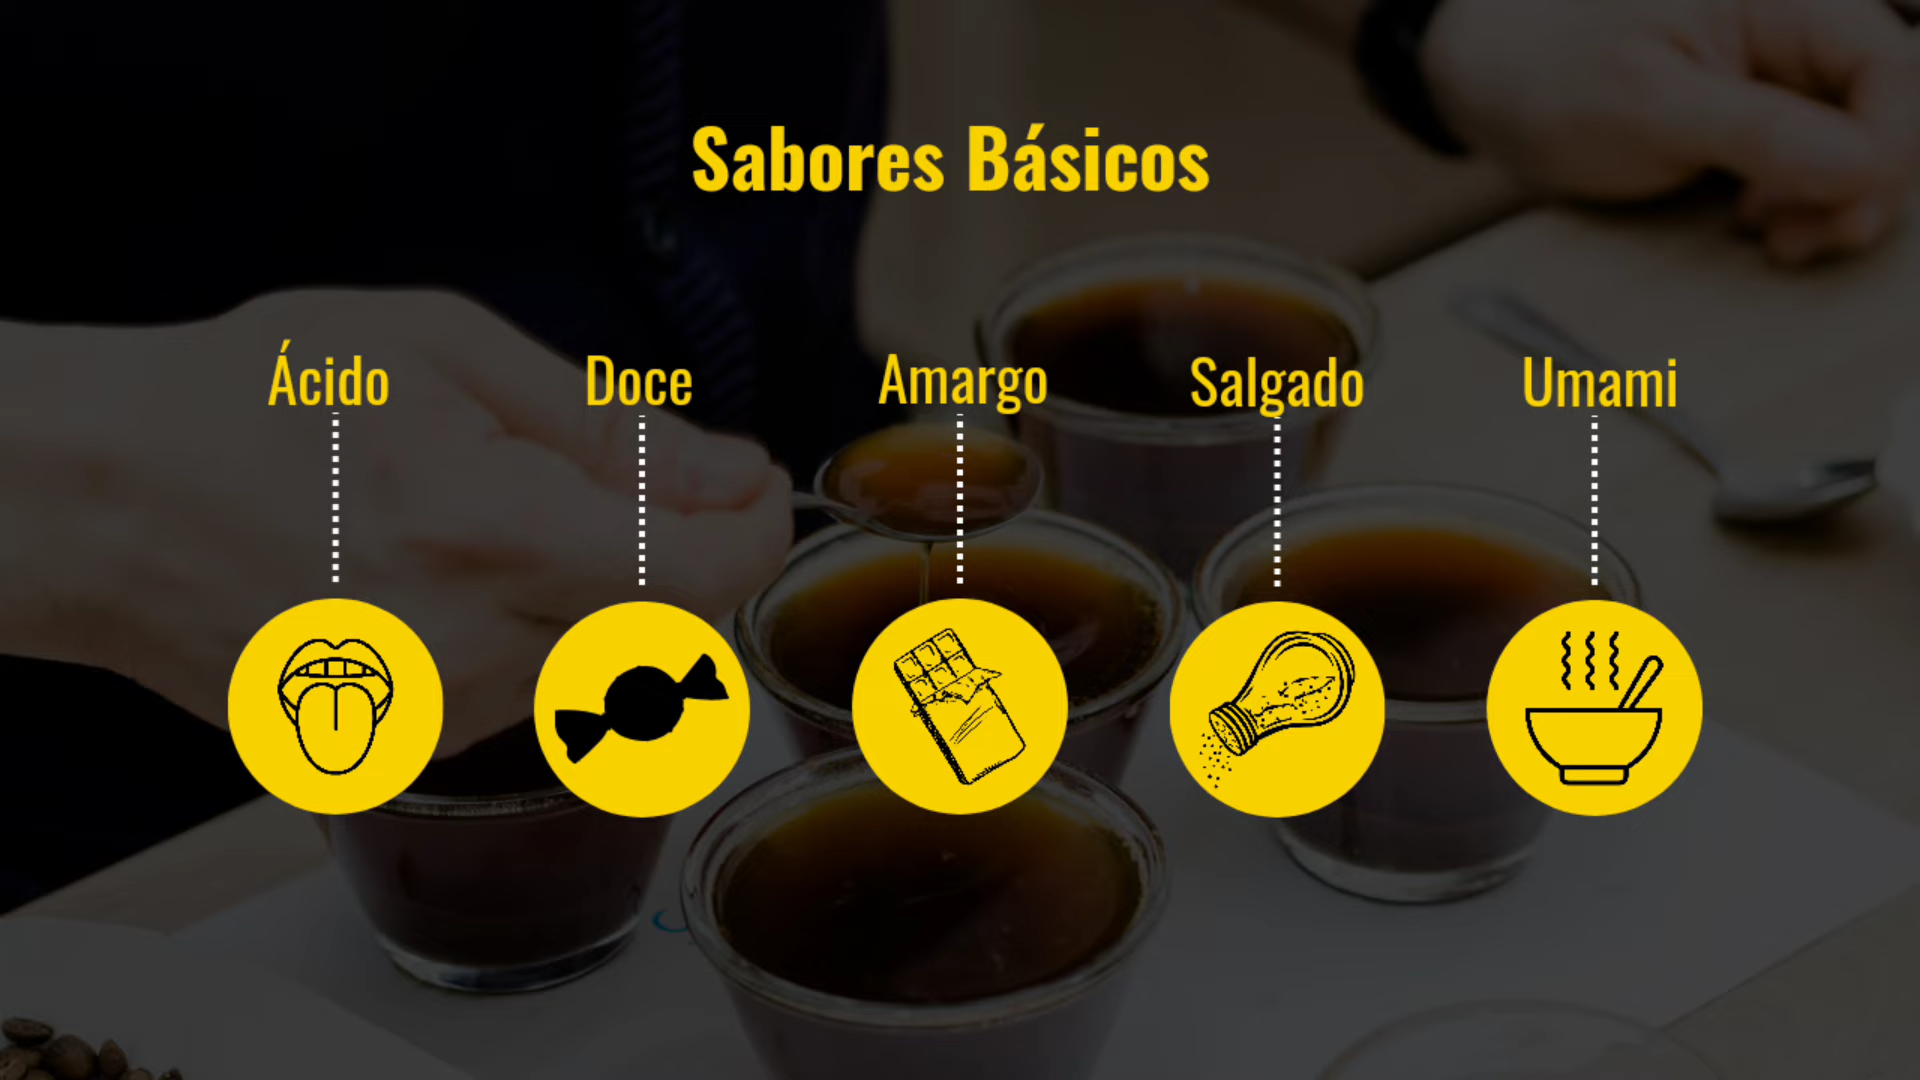 Sabores Básicos
Ácido
Doce
Amargo
Salgado
Umami